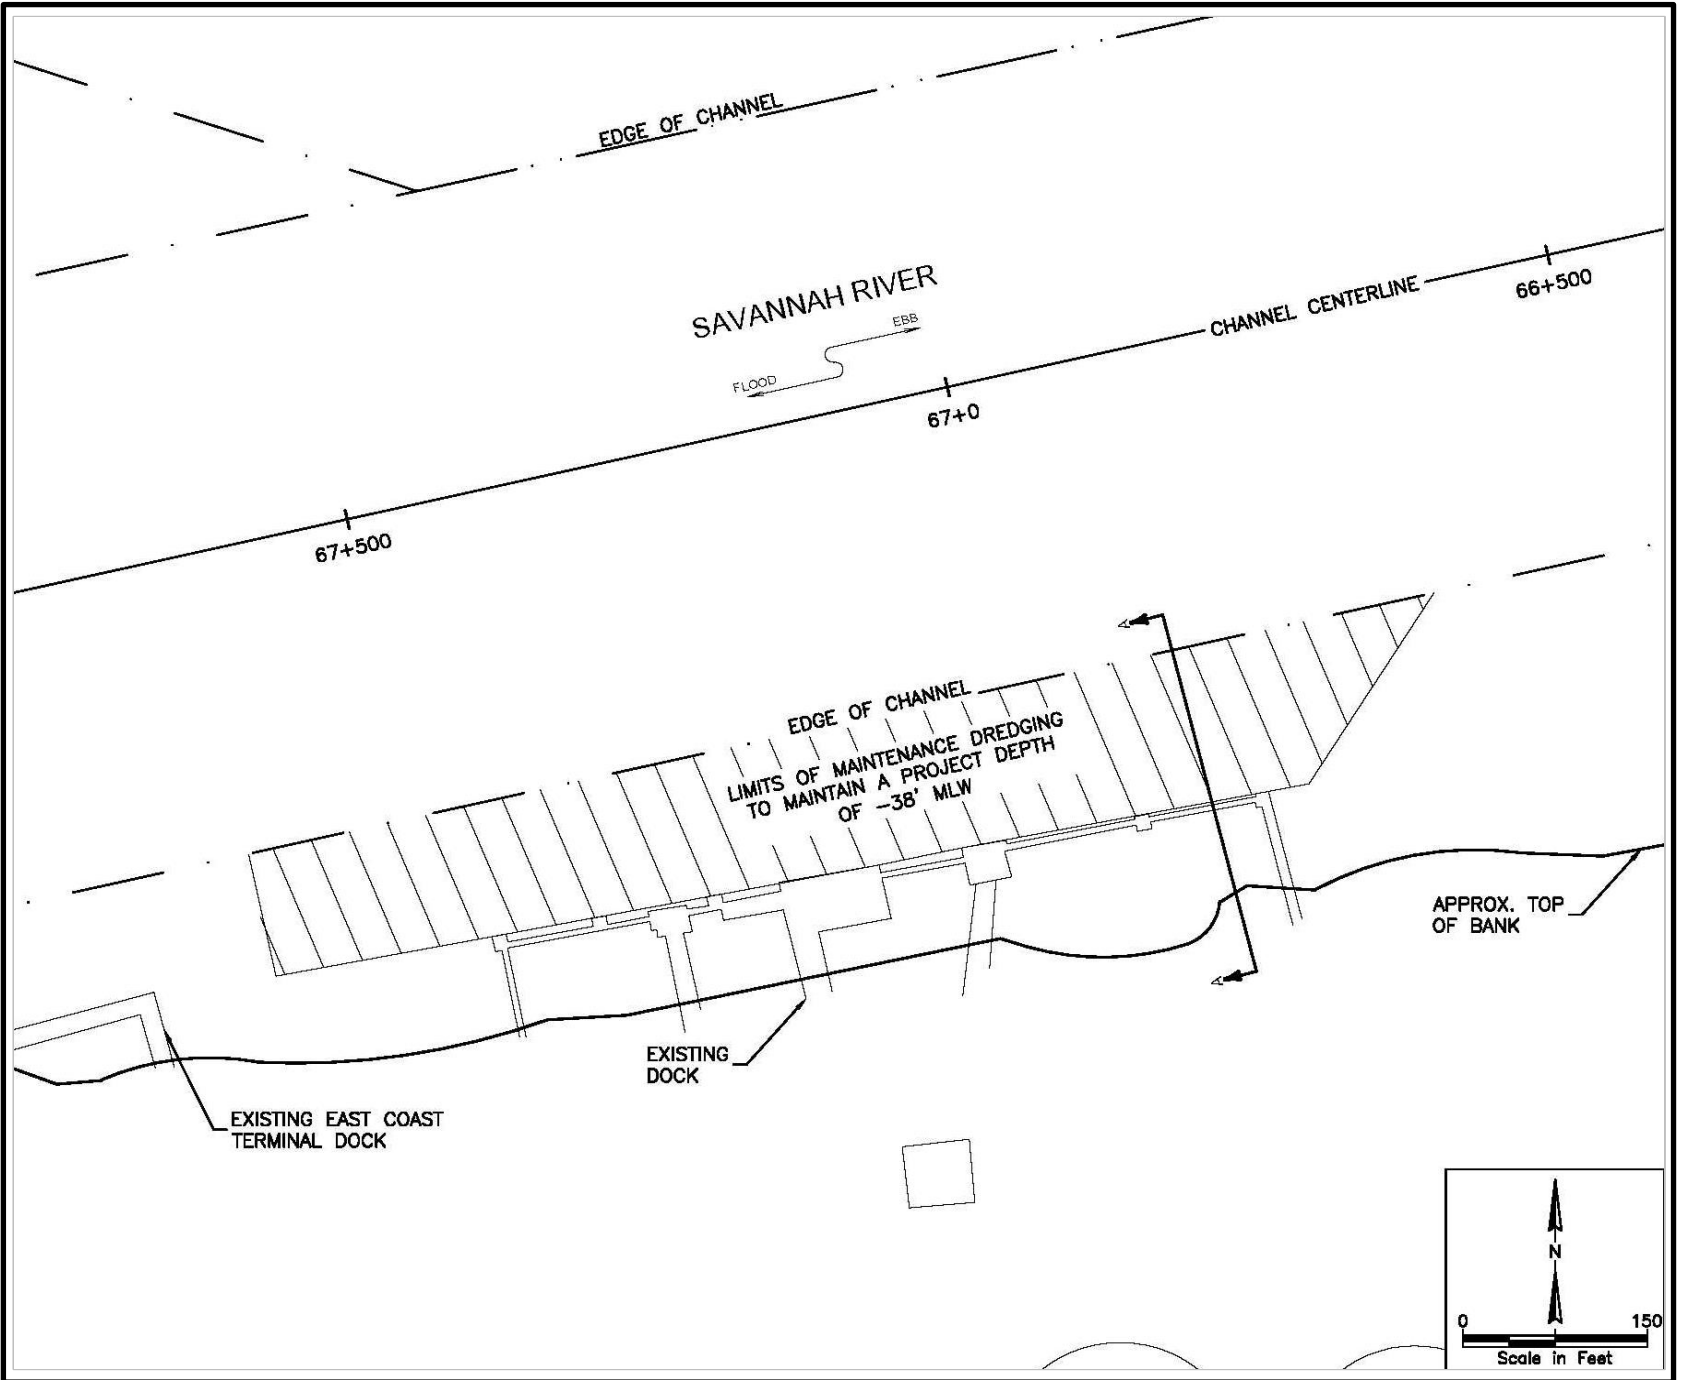 EDGE OF CHANNEL
SAVANNAH RIVER
EBB
FLOOD
CHANNEL CENTERLINE
66+500
67+0
67+500
A
EDGE OF CHANNEL
LIMITS OF MAINTENANCE DREDGING
TO MAINTAIN A PROJECT DEPTH
OF -38' MLW
APPROX. TOP
OF BANK
A
EXISTING
DOCK
EXISTING EAST COAST
TERMINAL DOCK
N
0 150
Scale in Feet